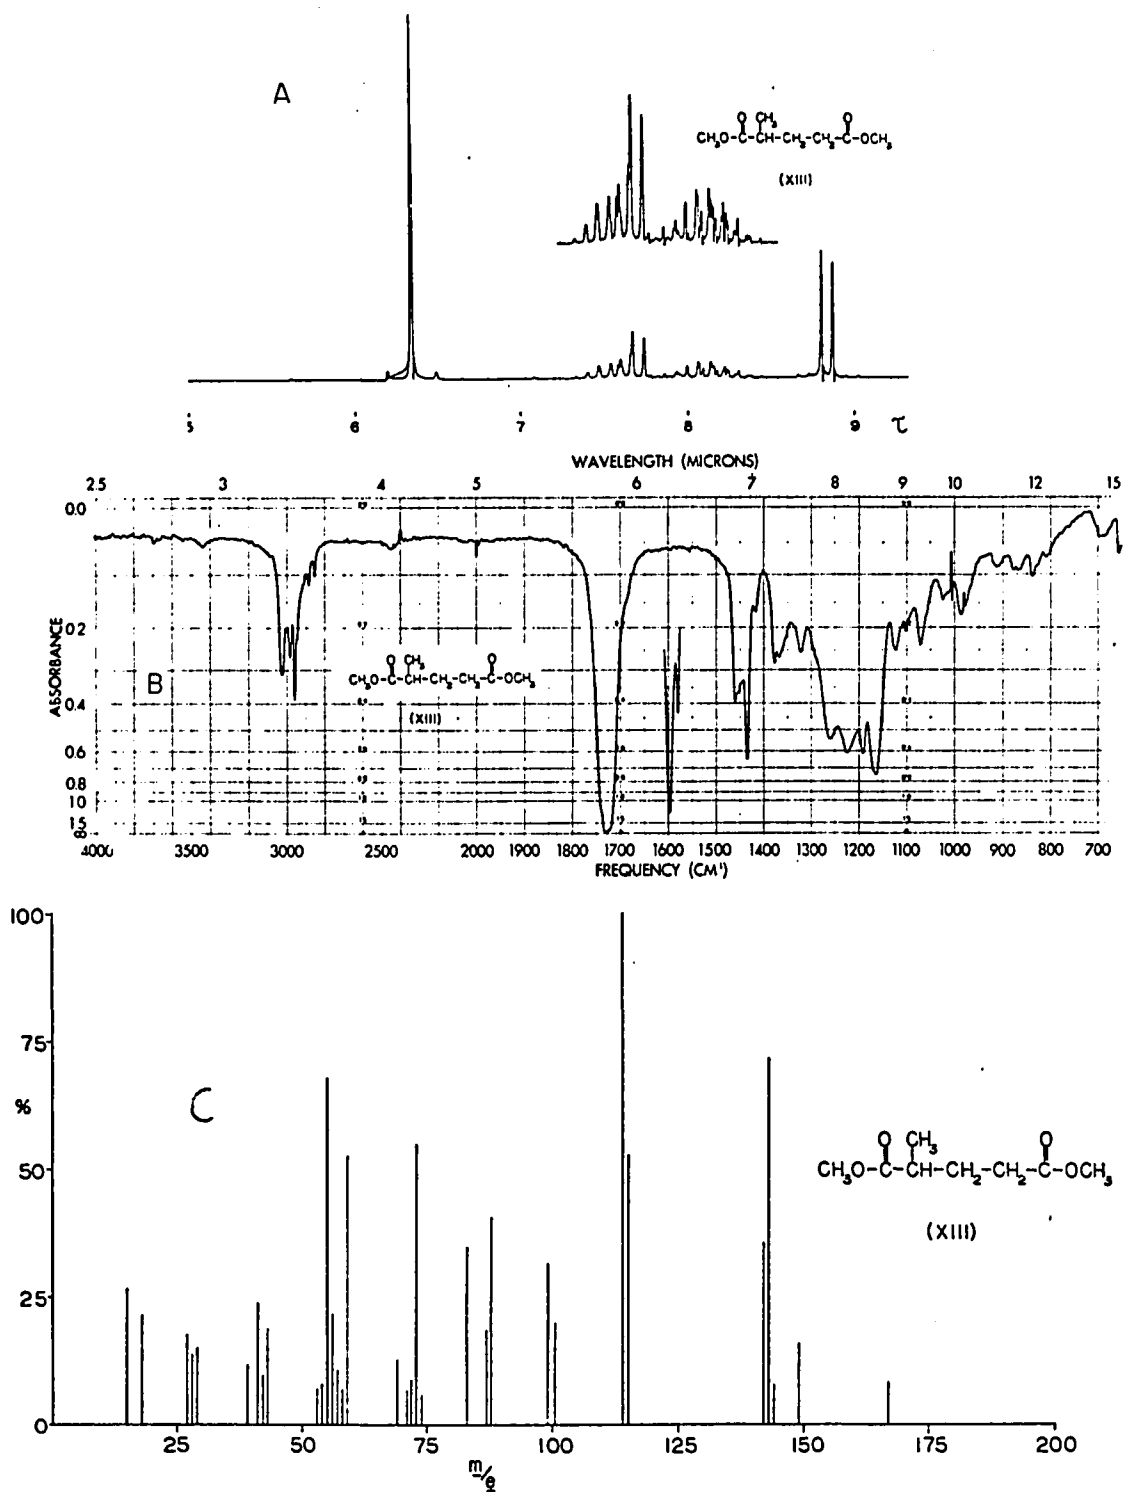 A
O CH₃ O
CH₃O-C-CH-CH₂-CH₂-C-OCH₃
(XIII)
5 6 7 8 9 τ
WAVELENGTH (MICRONS)
2.5 3 4 5 6 7 8 9 10 12 15
0.0
0.2
0.4
0.6
0.8
1.0
1.5
∞
ABSORBANCE
B
O CH₃ O
CH₃O-C-CH-CH₂-CH₂-C-OCH₃
(XIII)
4000 3500 3000 2500 2000 1900 1800 1700 1600 1500 1400 1300 1200 1100 1000 900 800 700
FREQUENCY (CM')
100
75
%
50
25
0
C
O CH₃ O
CH₃O-C-CH-CH₂-CH₂-C-OCH₃
(XIII)
25 50 75 100 125 150 175 200
m/e